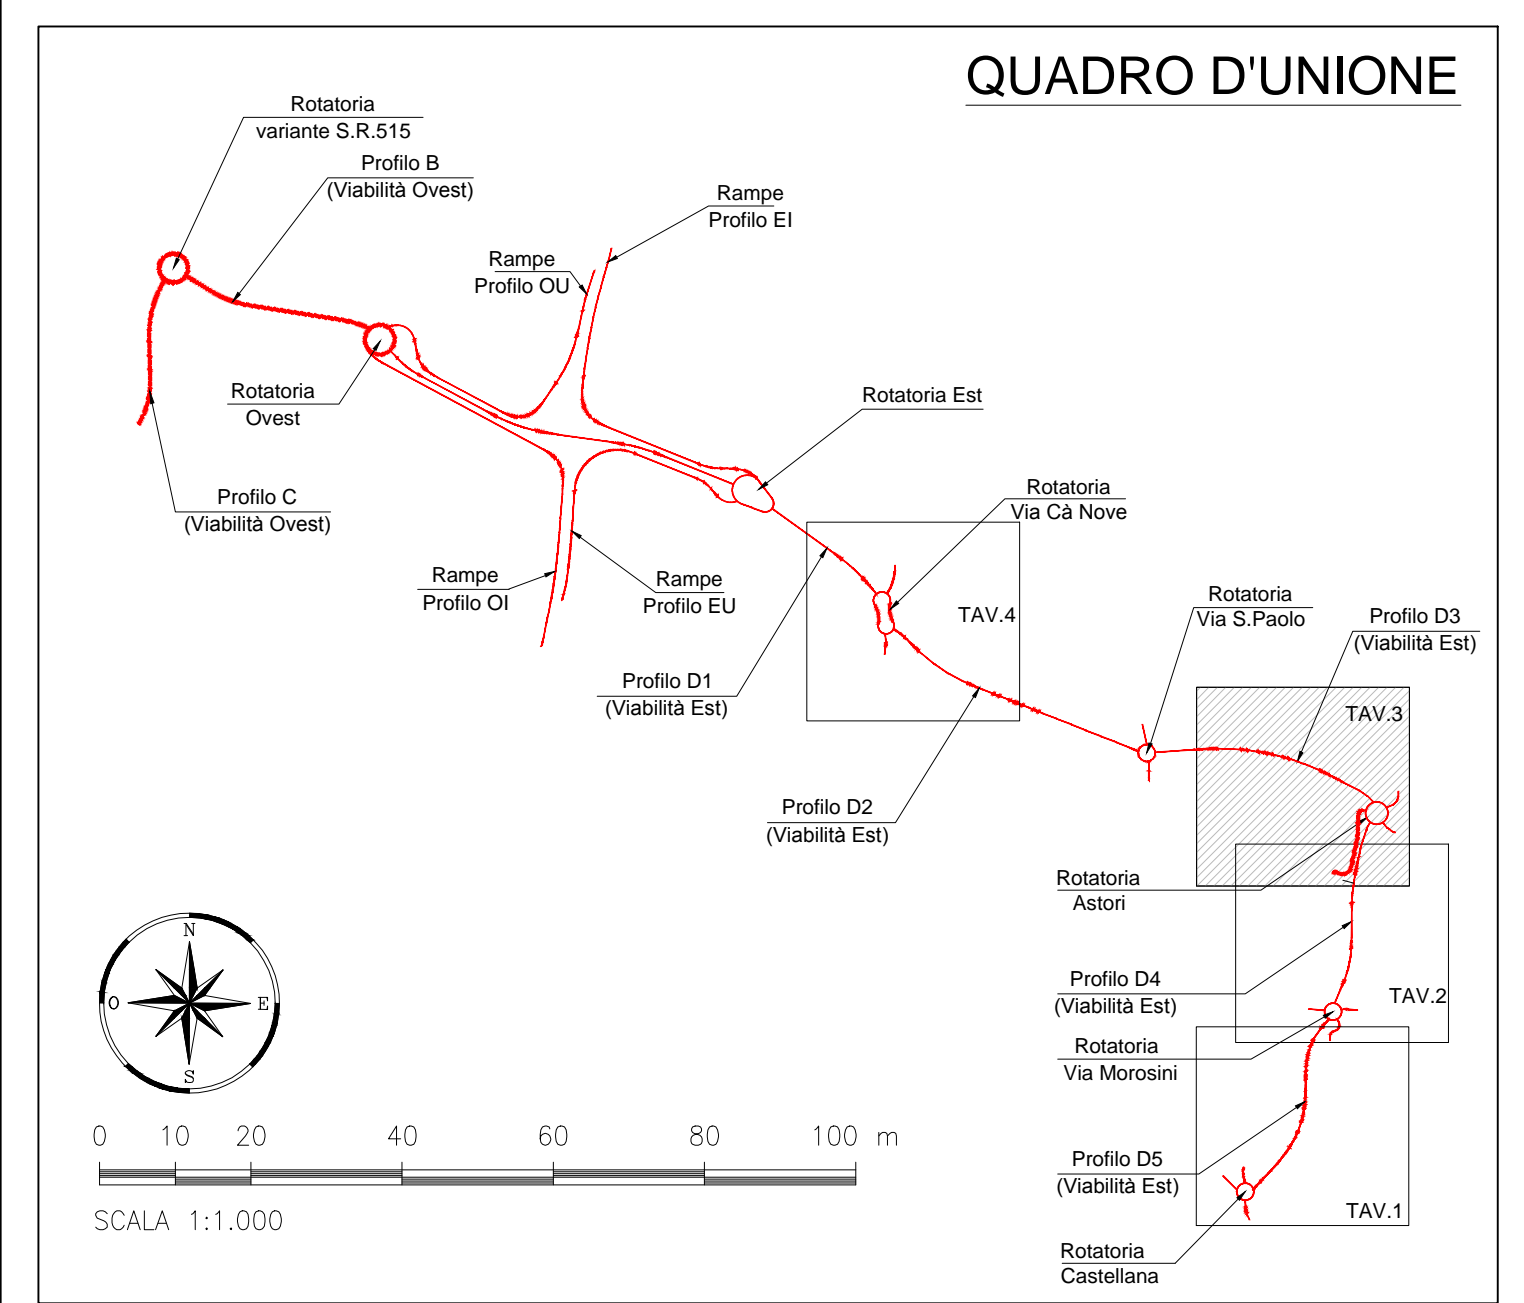 QUADRO D'UNIONE
Rotatoria
variante S.R.515
Profilo B
(Viabilità Ovest)
Rampe
Profilo EI
Rampe
Profilo OU
Rotatoria
Ovest
Rotatoria Est
Profilo C
(Viabilità Ovest)
Rotatoria
Via Cà Nove
Rampe
Profilo OI
Rampe
Profilo EU
TAV.4
Rotatoria
Via S.Paolo
Profilo D3
(Viabilità Est)
Profilo D1
(Viabilità Est)
TAV.3
Profilo D2
(Viabilità Est)
Rotatoria
Astori
Profilo D4
(Viabilità Est)
TAV.2
Rotatoria
Via Morosini
Profilo D5
(Viabilità Est)
TAV.1
Rotatoria
Castellana
N
O
E
S
0 10 20 40 60 80 100 m
SCALA 1:1.000